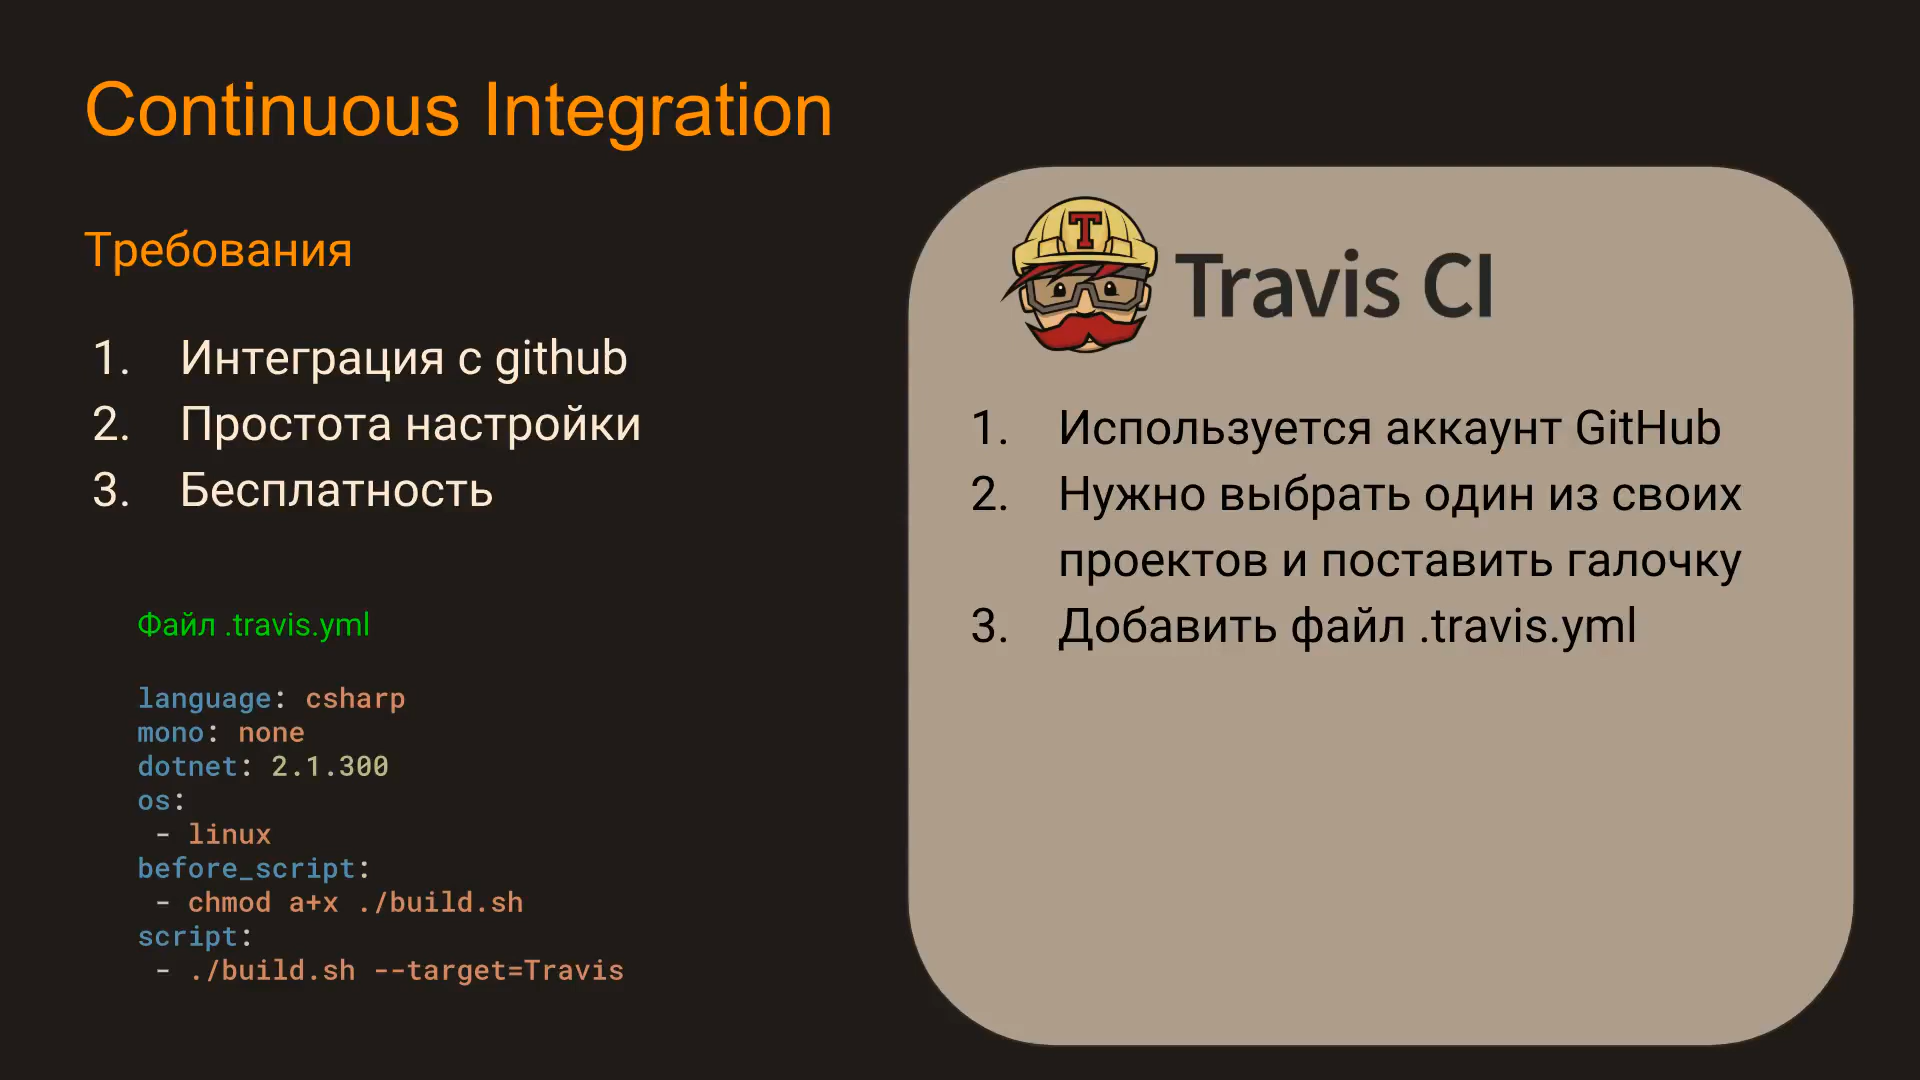 Continuous Integration
Требования
1. Интеграция с github
2. Простота настройки
3. Бесплатность
Файл .travis.yml
language: csharp
mono: none
dotnet: 2.1.300
os:
 - linux
before_script:
 - chmod a+x ./build.sh
script:
 - ./build.sh --target=Travis
T
Travis CI
1. Используется аккаунт GitHub
2. Нужно выбрать один из своих
проектов и поставить галочку
3. Добавить файл .travis.yml